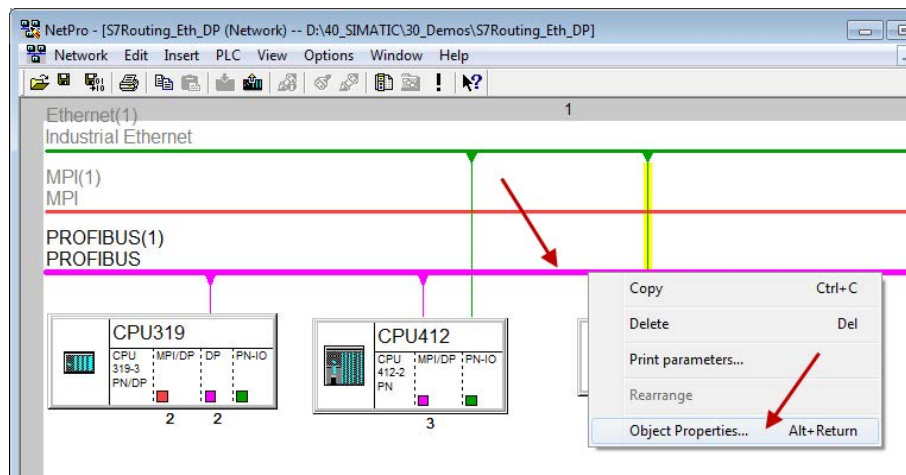 NetPro - [S7Routing_Eth_DP (Network) -- D:\40_SIMATIC\30_Demos\S7Routing_Eth_DP]
Network Edit Insert PLC View Options Window Help
1
Ethernet(1)
Industrial Ethernet
MPI(1)
MPI
PROFIBUS(1)
PROFIBUS
CPU319
CPU MPI/DP DP PN-IO
319-3
PN/DP
2 2
CPU412
CPU MPI/DP PN-IO
412-2
PN
3
Copy Ctrl+C
Delete Del
Print parameters...
Rearrange
Object Properties... Alt+Return